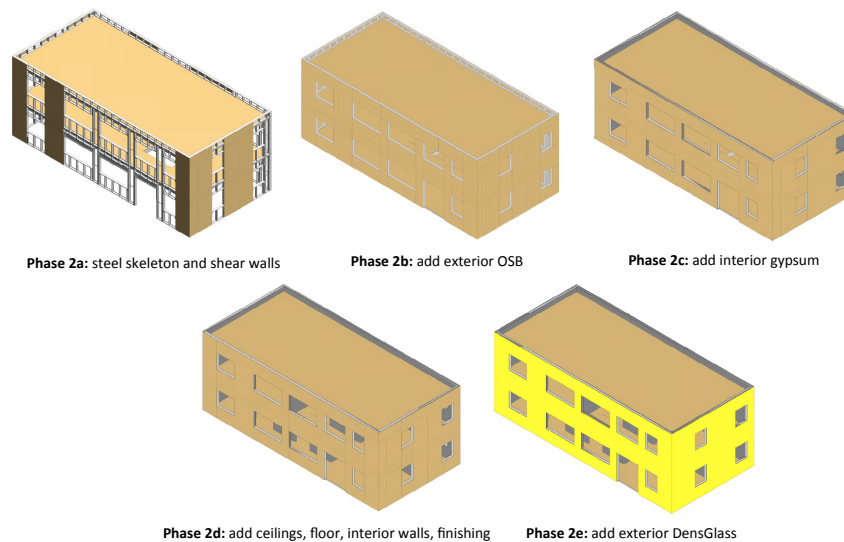 Phase 2a: steel skeleton and shear walls
Phase 2b: add exterior OSB
Phase 2c: add interior gypsum
Phase 2d: add ceilings, floor, interior walls, finishing
Phase 2e: add exterior DensGlass